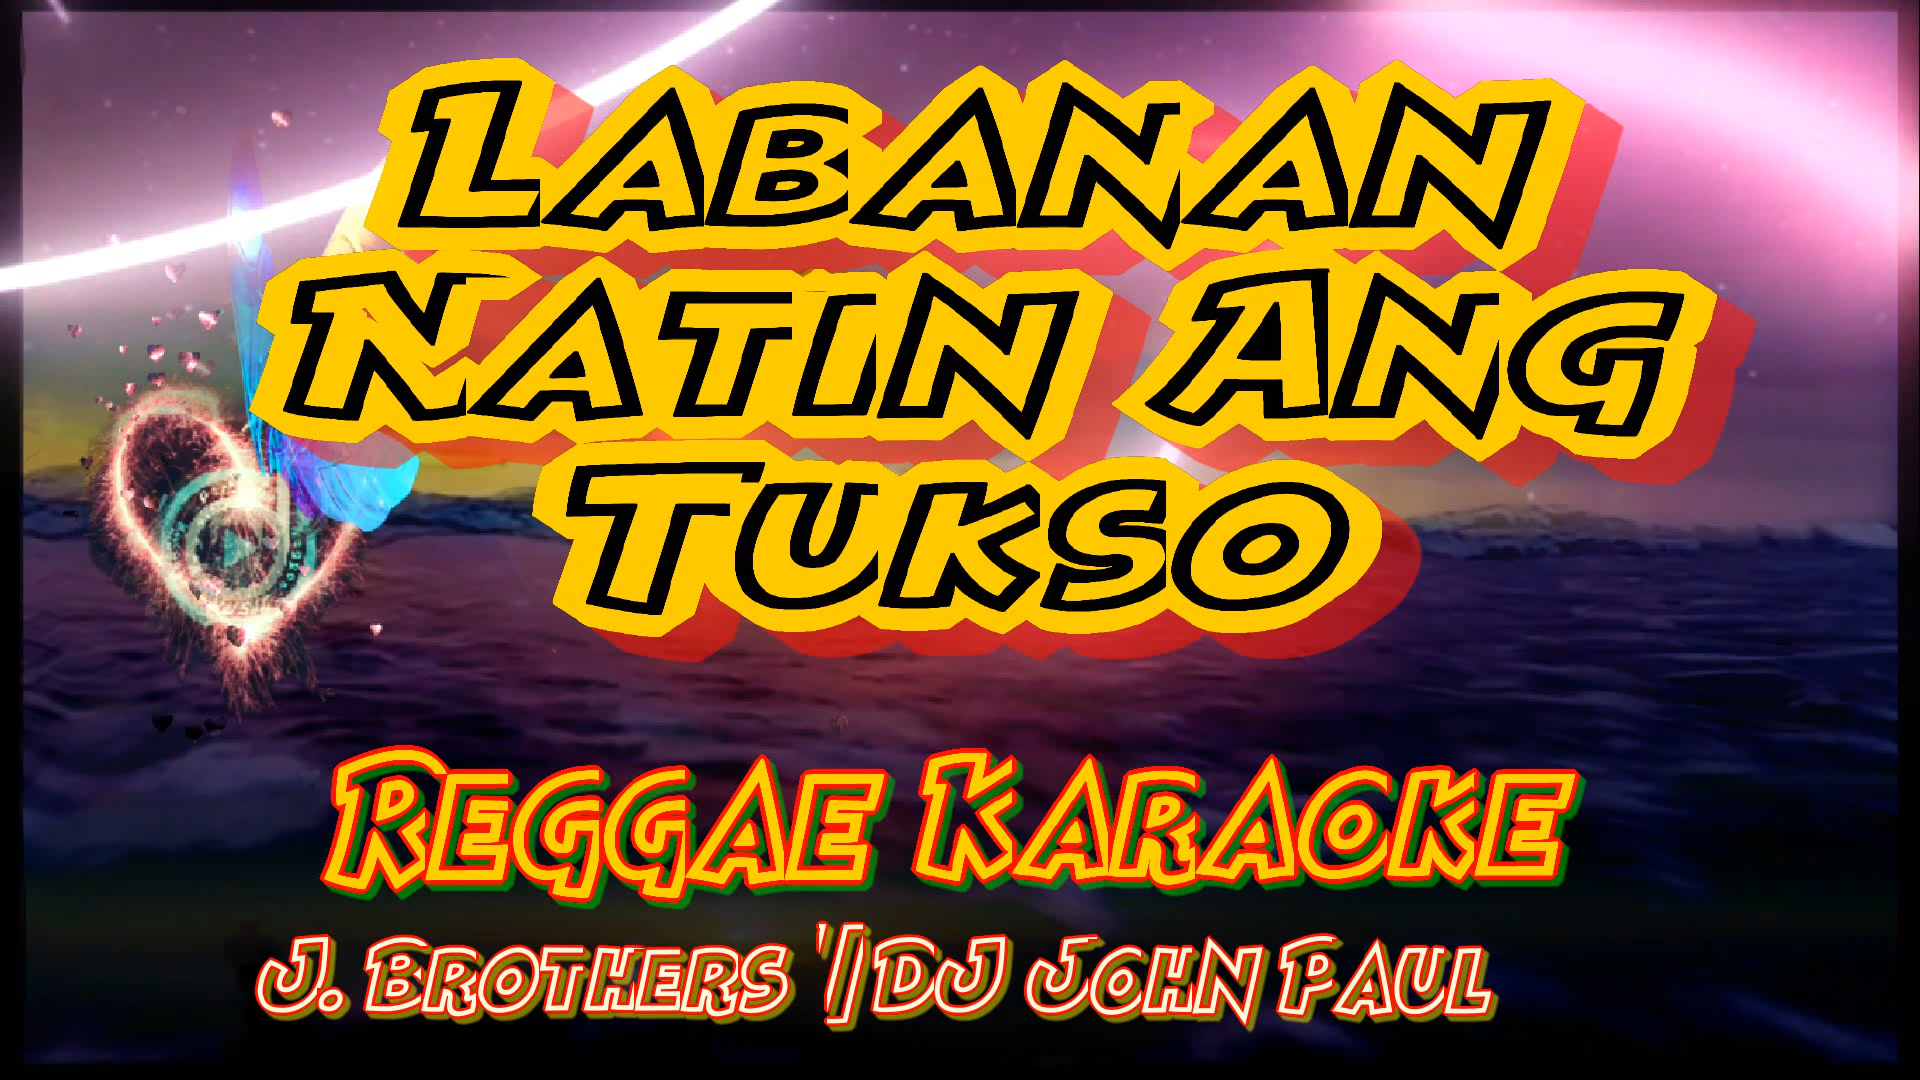 Labanan
Natin Ang
Tukso
Reggae Karaoke
J. Brothers '| DJ John Paul